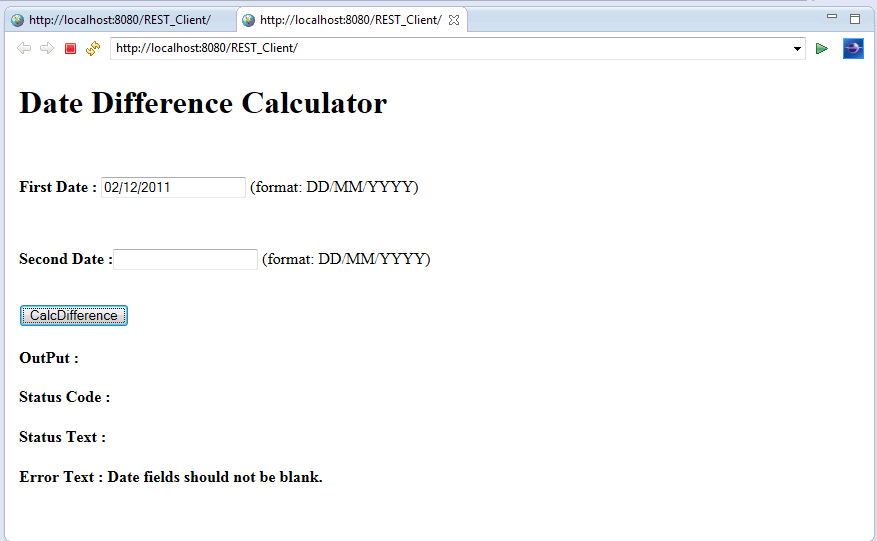 http://localhost:8080/REST_Client/ http://localhost:8080/REST_Client/
http://localhost:8080/REST_Client/
Date Difference Calculator
First Date : 02/12/2011 (format: DD/MM/YYYY)
Second Date : (format: DD/MM/YYYY)
CalcDifference
OutPut :
Status Code :
Status Text :
Error Text : Date fields should not be blank.